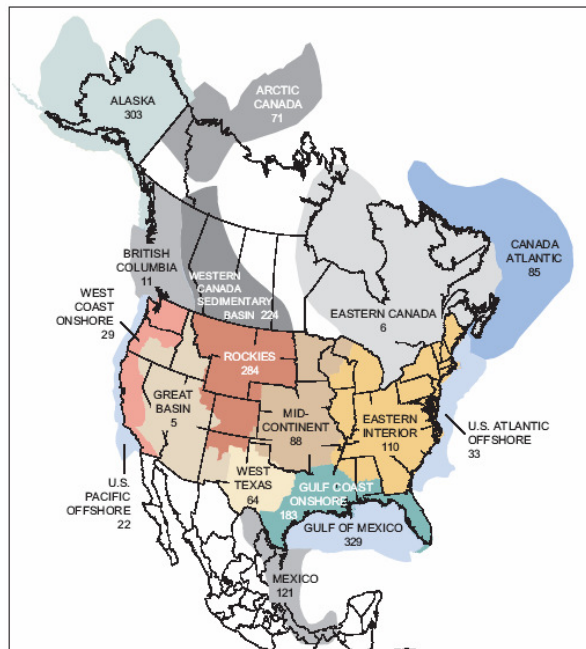 ALASKA
303
ARCTIC
CANADA
71
CANADA
ATLANTIC
85
BRITISH
COLUMBIA
11
WESTERN
CANADA
SEDIMENTARY
BASIN 224
EASTERN CANADA
6
WEST
COAST
ONSHORE
29
ROCKIES
284
GREAT
BASIN
5
MID-
CONTINENT
88
EASTERN
INTERIOR
110
U.S. ATLANTIC
OFFSHORE
33
U.S.
PACIFIC
OFFSHORE
22
WEST
TEXAS
64
GULF COAST
ONSHORE
183
GULF OF MEXICO
329
MEXICO
121